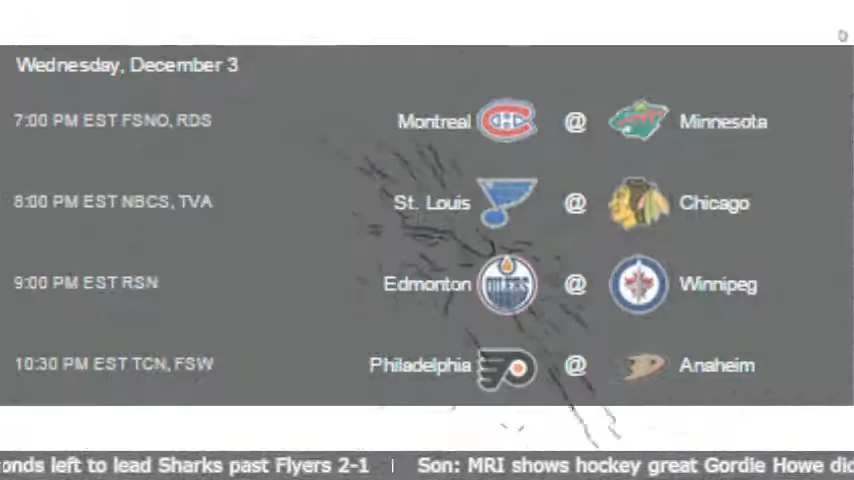 Wednesday, December 3
7:00 PM EST FSNO, RDS Montreal @ Minnesota
8:00 PM EST NBCS, TVA St. Louis @ Chicago
9:00 PM EST RSN Edmonton OILERS @ Winnipeg
10:30 PM EST TCN, FSW Philadelphia @ Anaheim
onds left to lead Sharks past Flyers 2-1 | Son: MRI shows hockey great Gordie Howe did